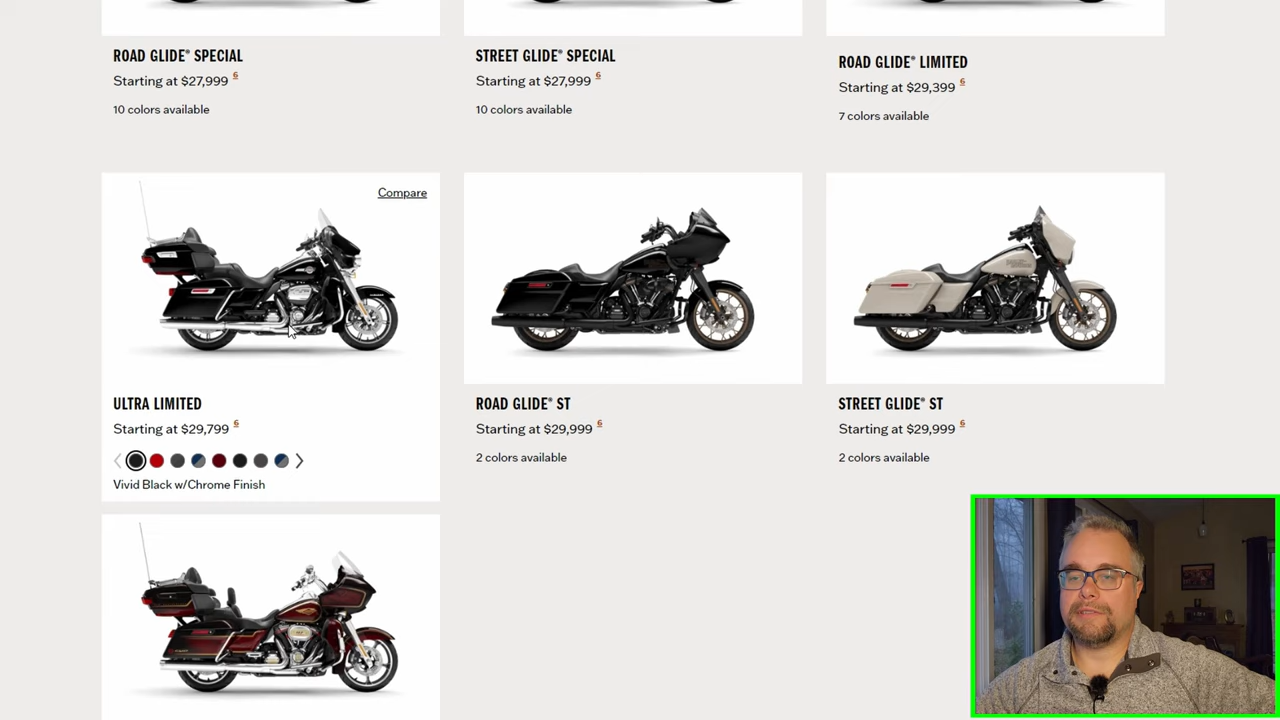 ROAD GLIDE® SPECIAL
Starting at $27,999 6
10 colors available
STREET GLIDE® SPECIAL
Starting at $27,999 6
10 colors available
ROAD GLIDE® LIMITED
Starting at $29,399 6
7 colors available
Compare
ULTRA LIMITED
Starting at $29,799 6
Vivid Black w/Chrome Finish
ROAD GLIDE® ST
Starting at $29,999 6
2 colors available
STREET GLIDE® ST
Starting at $29,999 6
2 colors available